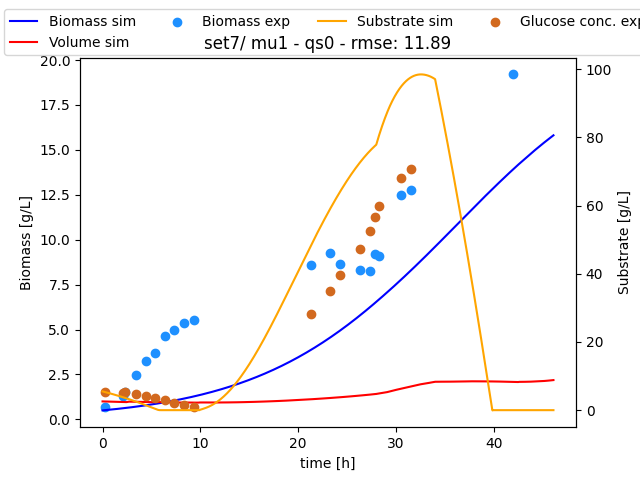 Biomass sim Biomass exp Substrate sim Glucose conc. exp
Volume sim
set7/ mu1 - qs0 - rmse: 11.89
20.0
17.5
15.0
12.5
10.0
7.5
5.0
2.5
0.0
Biomass [g/L]
100
80
60
40
20
0
Substrate [g/L]
0 10 20 30 40
time [h]